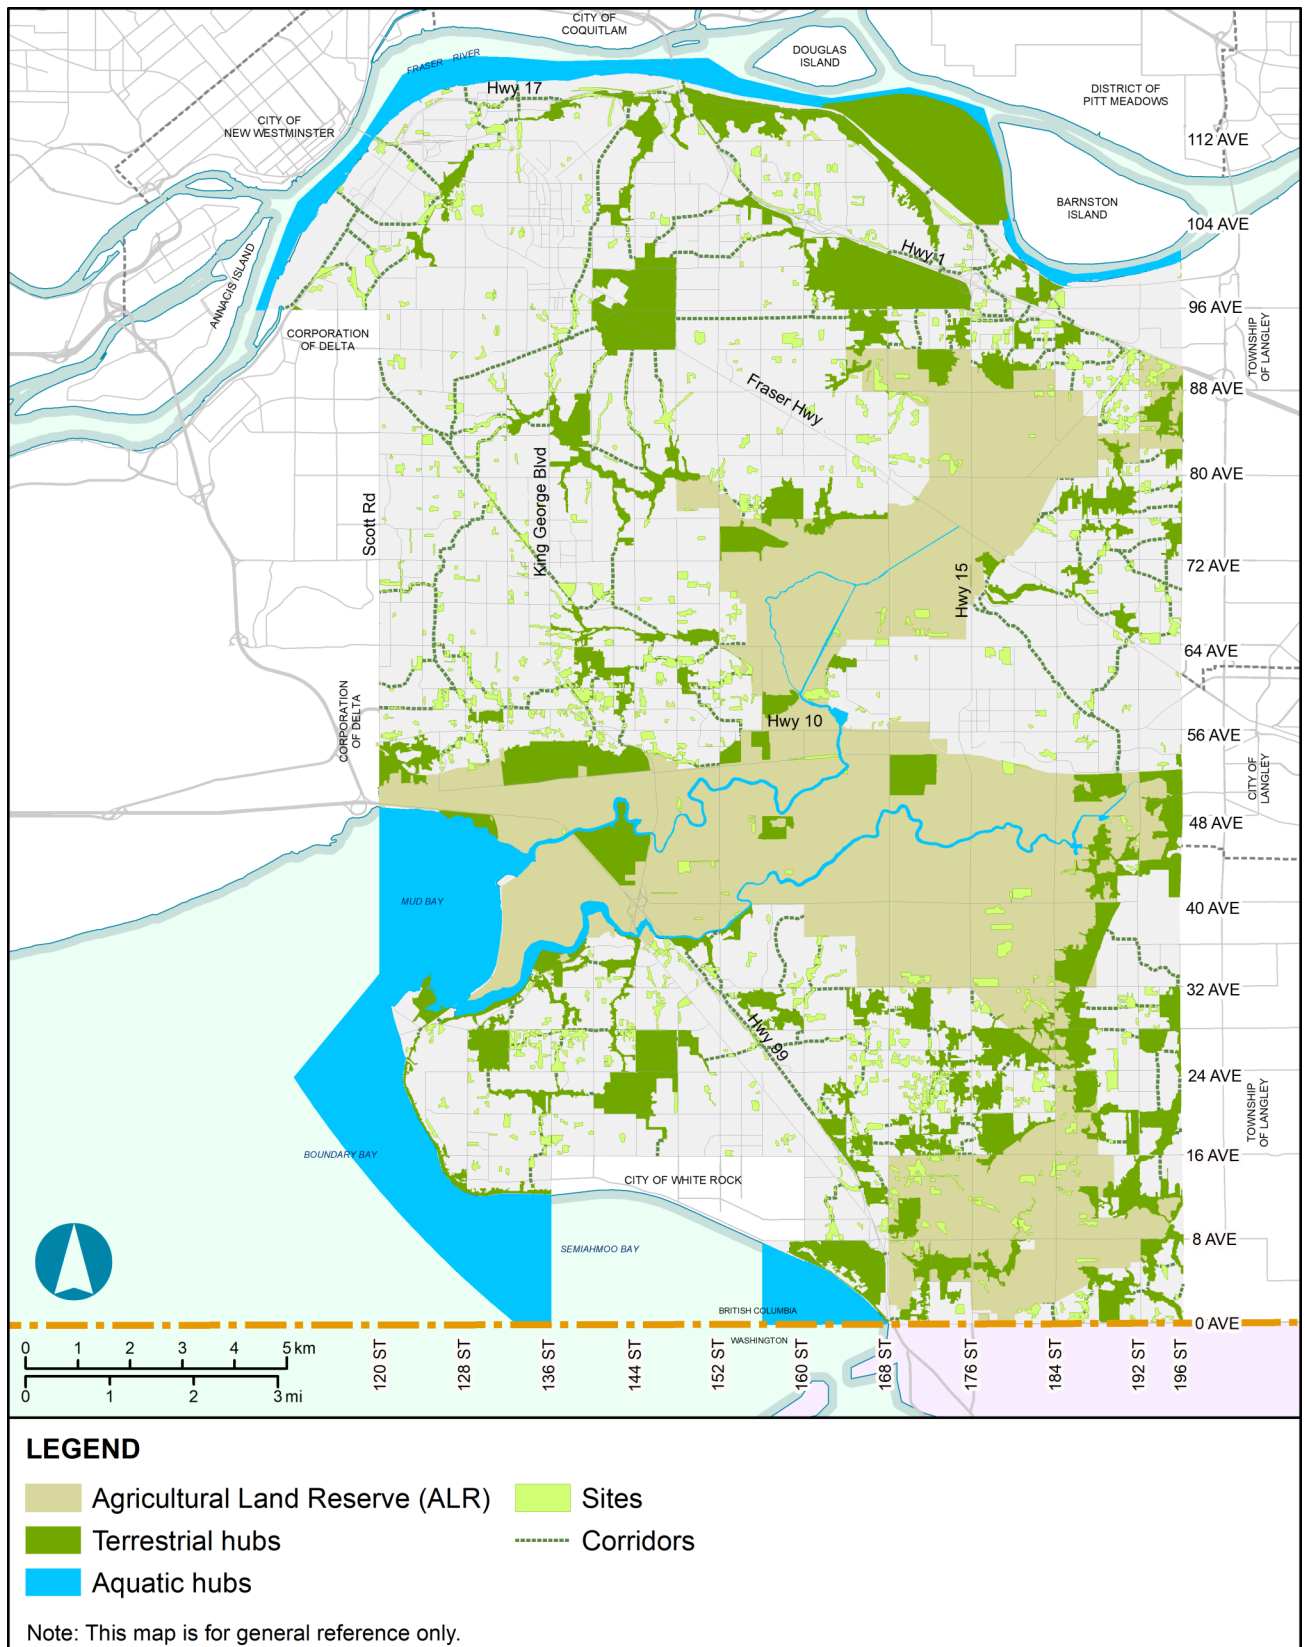 CITY OF
COQUITLAM
DOUGLAS
ISLAND
FRASER RIVER
Hwy 17
DISTRICT OF
PITT MEADOWS
CITY OF
NEW WESTMINSTER
112 AVE
BARNSTON
ISLAND
104 AVE
Hwy 1
ANNACIS ISLAND
96 AVE
CORPORATION
OF DELTA
TOWNSHIP
OF LANGLEY
88 AVE
Fraser Hwy
King George Blvd
80 AVE
Scott Rd
72 AVE
Hwy 15
64 AVE
CORPORATION
OF DELTA
Hwy 10
56 AVE
CITY OF
LANGLEY
48 AVE
MUD BAY
40 AVE
32 AVE
Hwy 99
24 AVE
TOWNSHIP
OF LANGLEY
BOUNDARY BAY
16 AVE
CITY OF WHITE ROCK
SEMIAHMOO BAY
8 AVE
BRITISH COLUMBIA
0 AVE
WASHINGTON
0 1 2 3 4 5 km
0 1 2 3 mi
120 ST
128 ST
136 ST
144 ST
152 ST
160 ST
168 ST
176 ST
184 ST
192 ST
196 ST
LEGEND
Agricultural Land Reserve (ALR)
Terrestrial hubs
Aquatic hubs
Sites
Corridors
Note: This map is for general reference only.